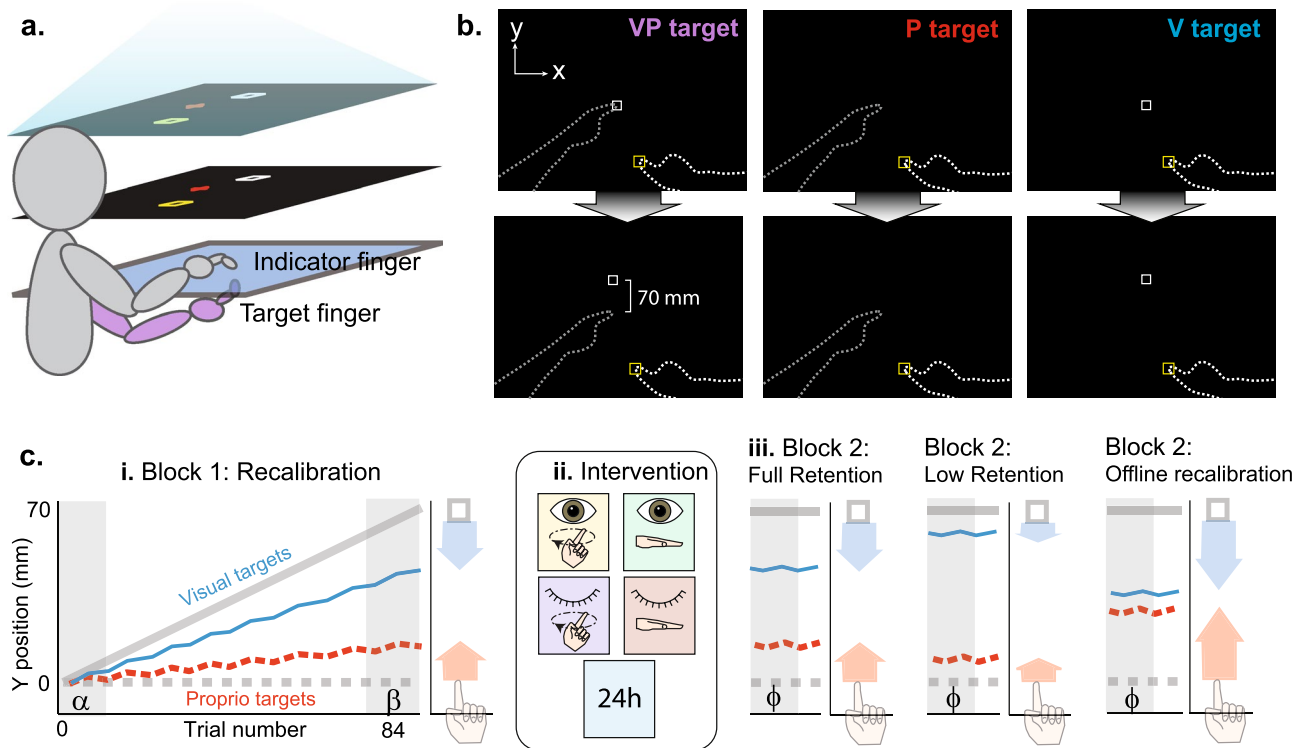 a.
Indicator finger
Target finger
b.
VP target
P target
V target
y
x
70 mm
c.
i. Block 1: Recalibration
70
Y position (mm)
0
Visual targets
Proprio targets
α
β
0
Trial number
84
ii. Intervention
24h
iii. Block 2:
Full Retention
ϕ
Block 2:
Low Retention
ϕ
Block 2:
Offline recalibration
ϕ